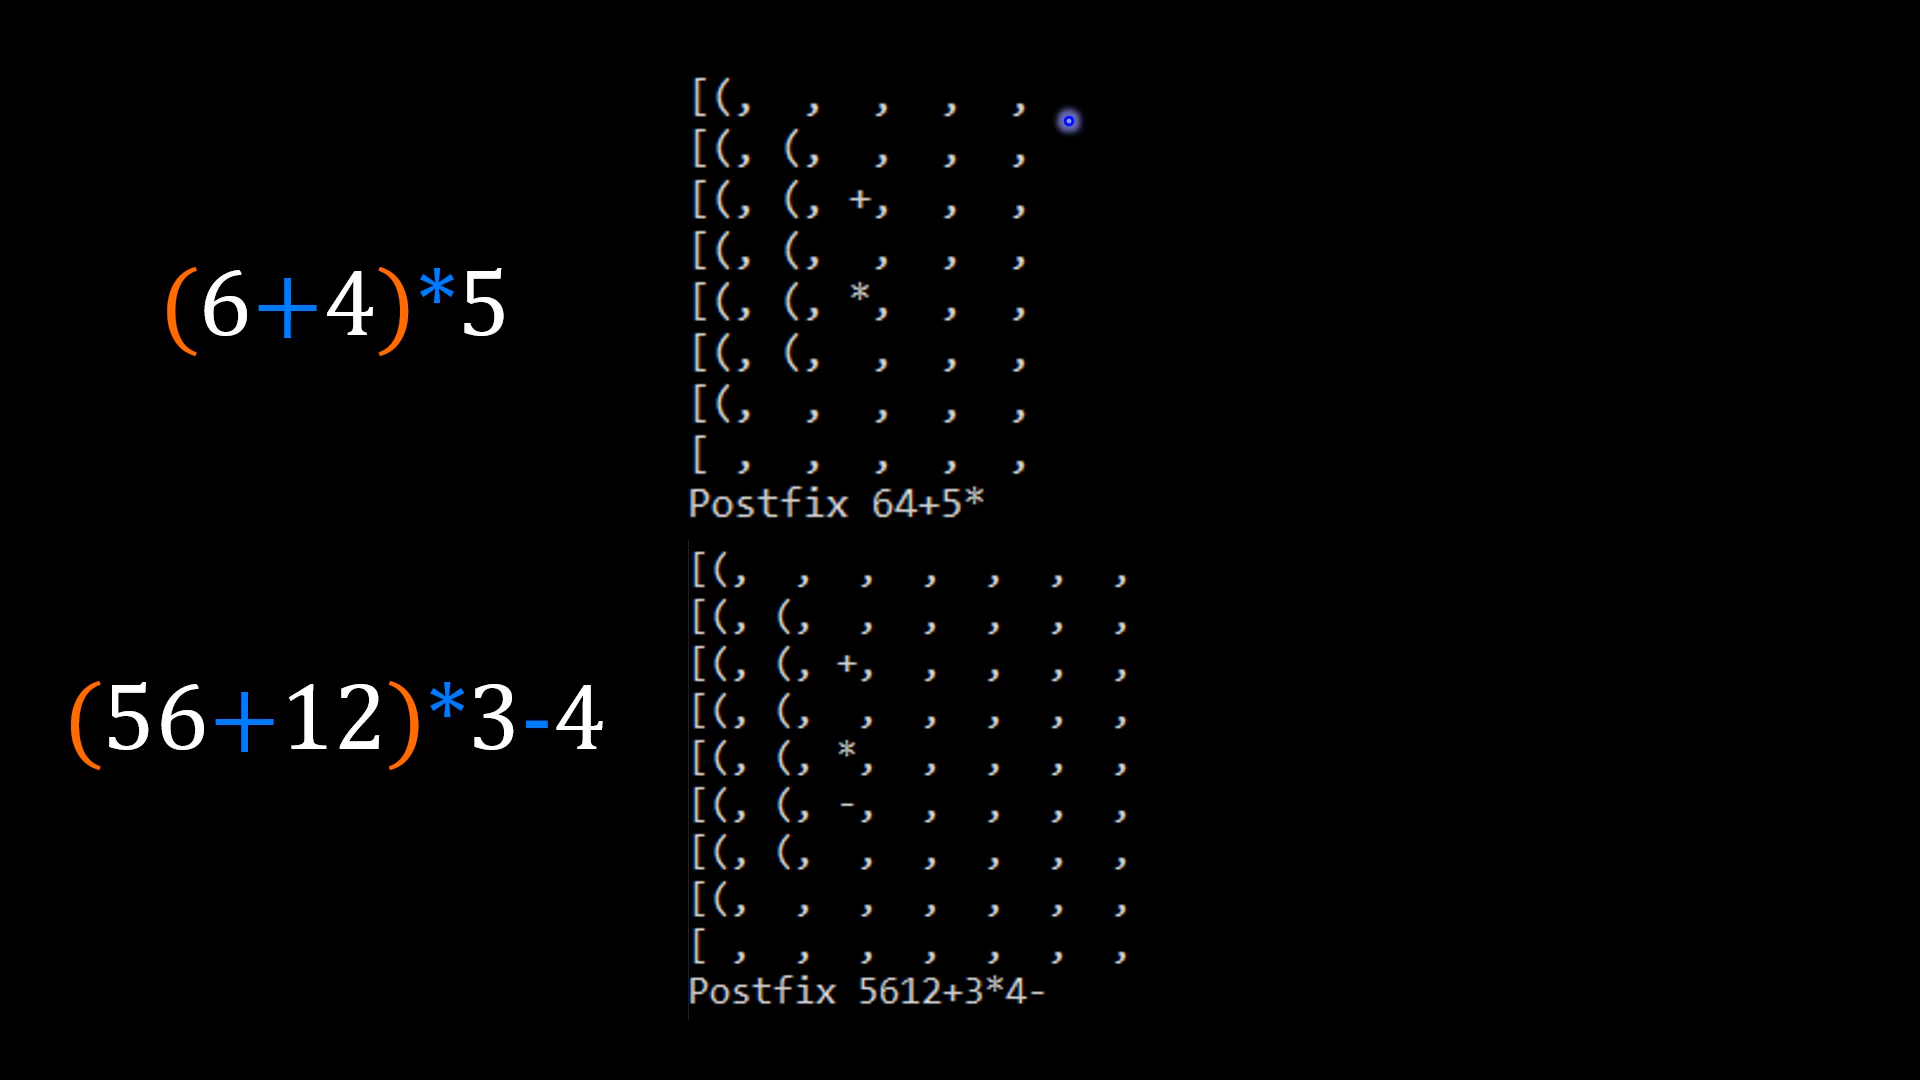 (6+4)*5
[(,  ,  ,  ,  ,
[(, (,  ,  ,  ,
[(, (, +,  ,  ,
[(, (,  ,  ,  ,
[(, (, *,  ,  ,
[(, (,  ,  ,  ,
[(,  ,  ,  ,  ,
[ ,  ,  ,  ,  ,
Postfix 64+5*
(56+12)*3-4
[(,  ,  ,  ,  ,  ,  ,
[(, (,  ,  ,  ,  ,  ,
[(, (, +,  ,  ,  ,  ,
[(, (,  ,  ,  ,  ,  ,
[(, (, *,  ,  ,  ,  ,
[(, (, -,  ,  ,  ,  ,
[(, (,  ,  ,  ,  ,  ,
[(,  ,  ,  ,  ,  ,  ,
[ ,  ,  ,  ,  ,  ,  ,
Postfix 5612+3*4-